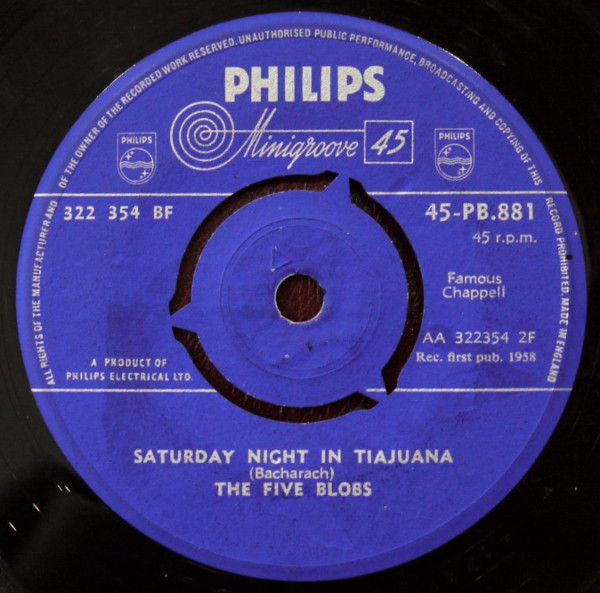 ALL RIGHTS OF THE MANUFACTURER AND OF THE OWNER OF THE RECORDED WORK RESERVED. UNAUTHORISED PUBLIC PERFORMANCE, BROADCASTING AND COPYING OF THIS RECORD PROHIBITED. MADE IN ENGLAND
PHILIPS
Minigroove 45
PHILIPS
PHILIPS
322 354 BF
45-PB.881
45 r.p.m.
Famous
Chappell
AA 322354 2F
Rec. first pub. 1958
A PRODUCT OF
PHILIPS ELECTRICAL LTD.
SATURDAY NIGHT IN TIAJUANA
(Bacharach)
THE FIVE BLOBS